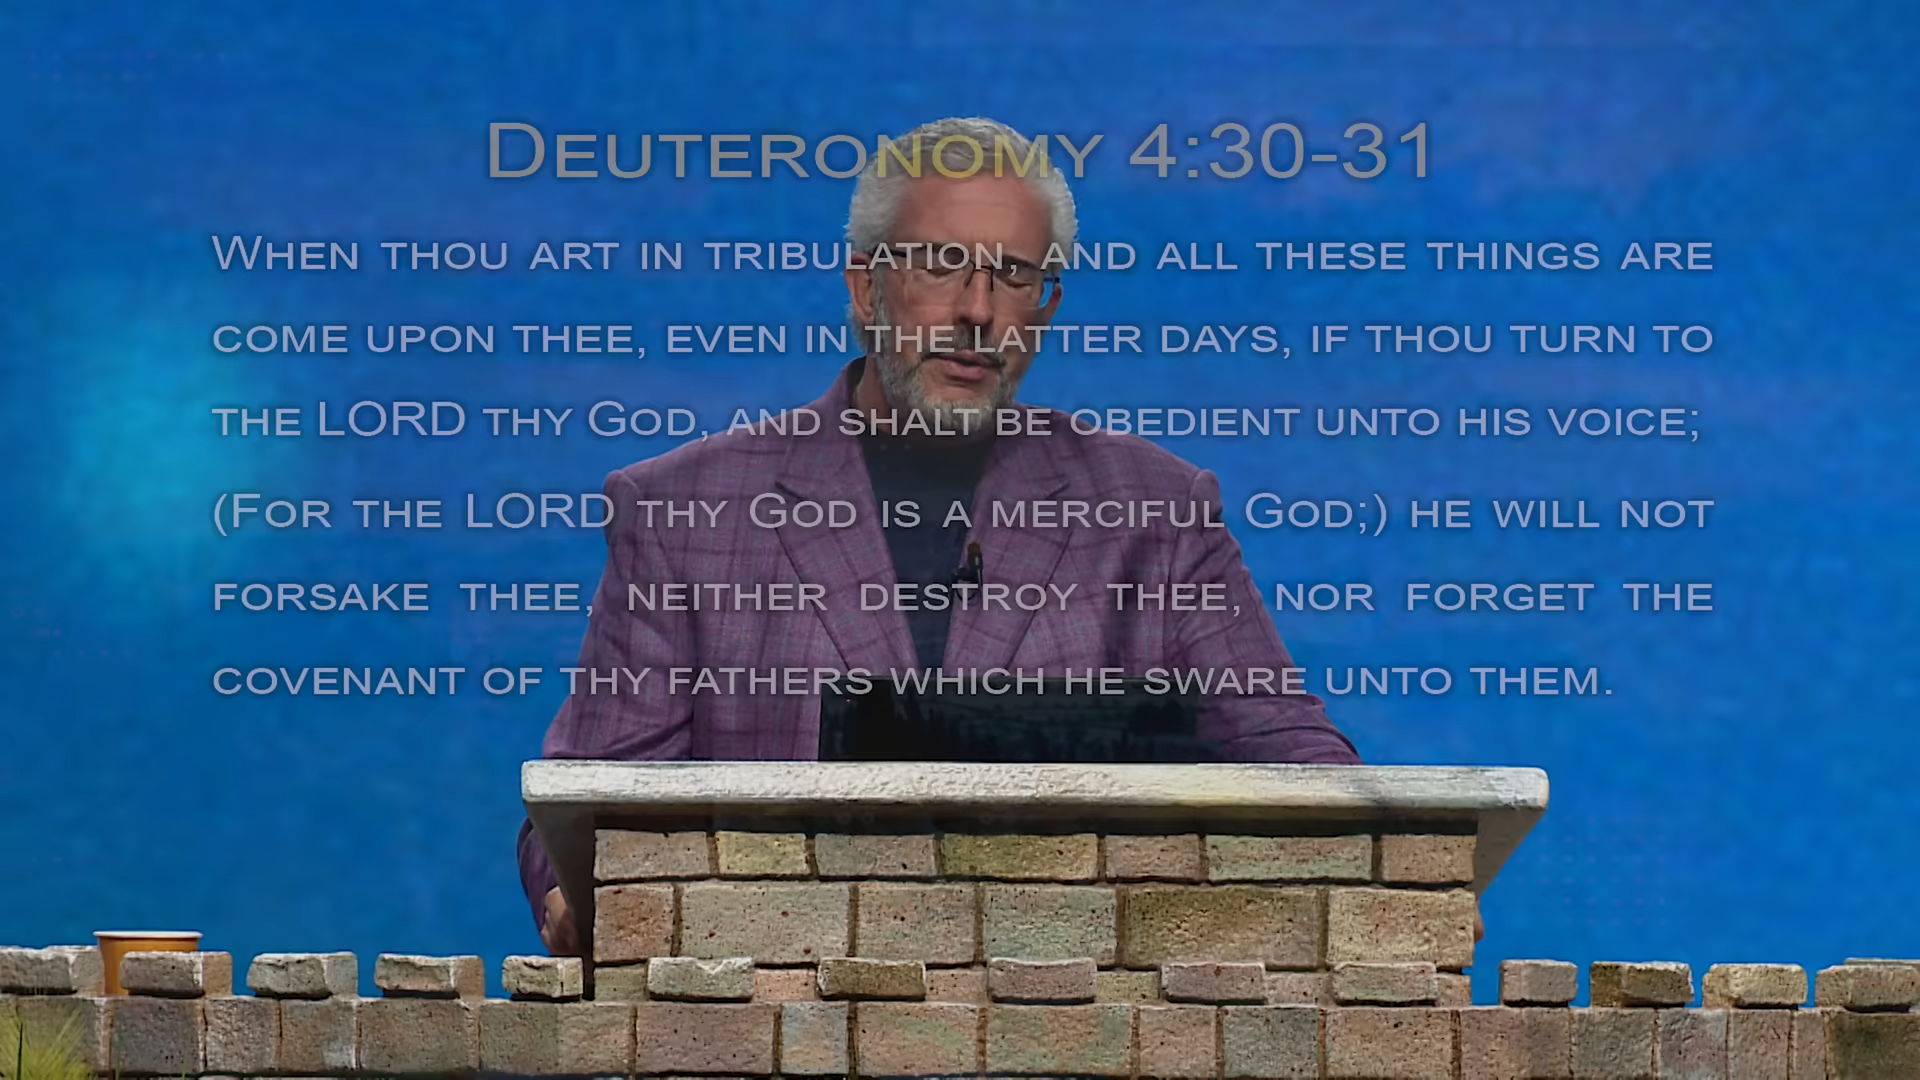 Deuteronomy 4:30-31
When thou art in tribulation, and all these things are
come upon thee, even in the latter days, if thou turn to
the LORD thy God, and shalt be obedient unto his voice;
(For the LORD thy God is a merciful God;) he will not
forsake thee, neither destroy thee, nor forget the
covenant of thy fathers which he sware unto them.